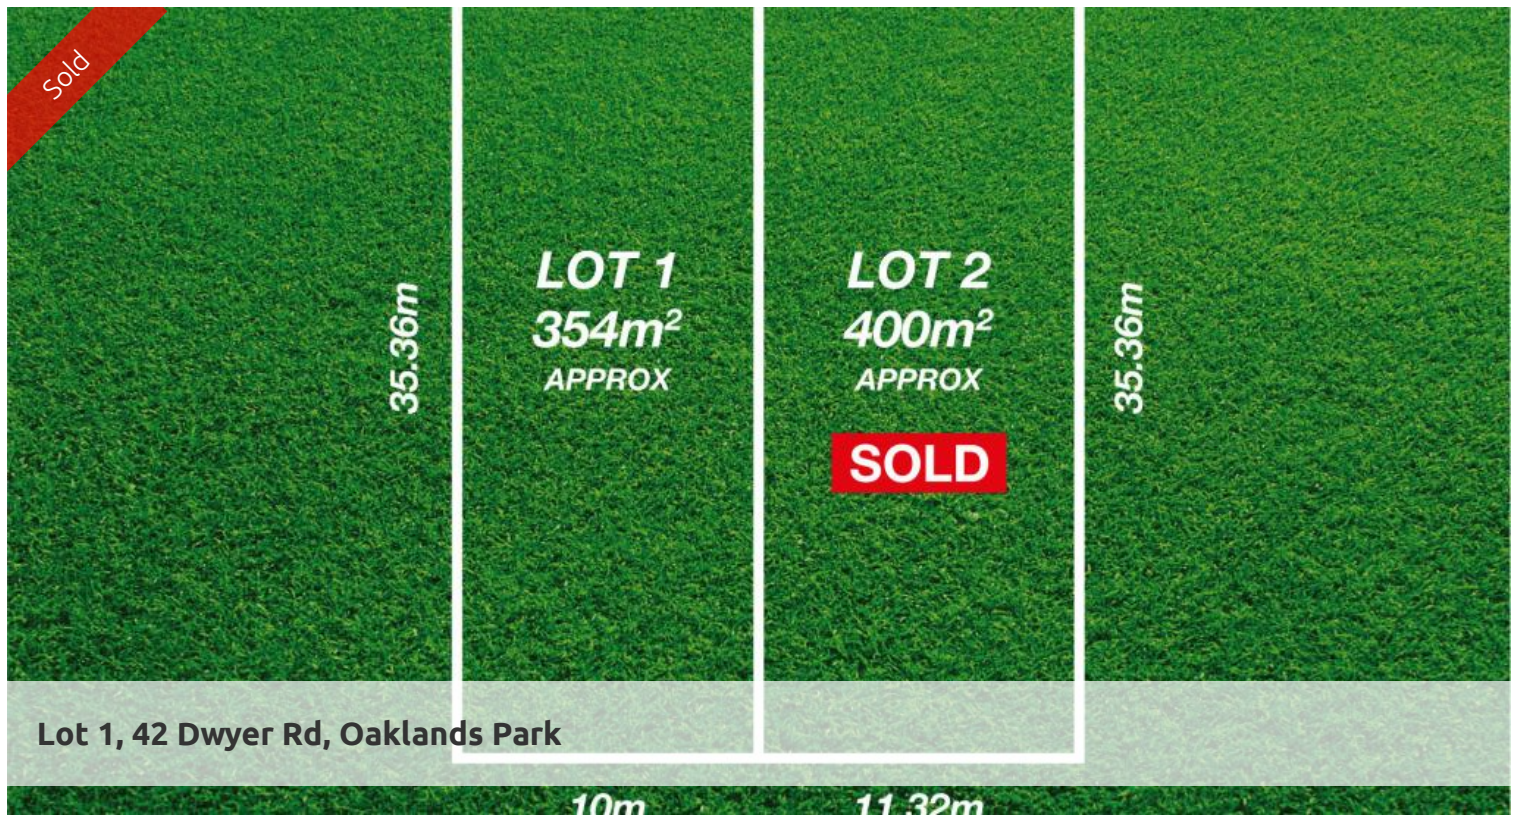 Sold
LOT 1
354m²
APPROX
LOT 2
400m²
APPROX
SOLD
35.36m
35.36m
Lot 1, 42 Dwyer Rd, Oaklands Park
10m
11.32m